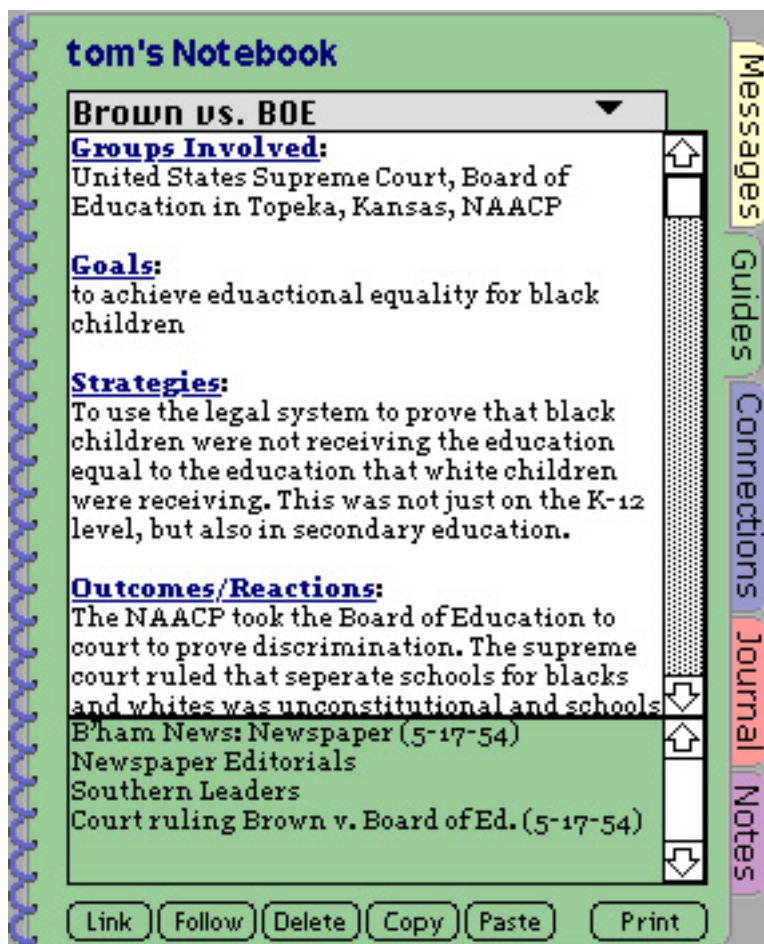 tom's Notebook
Brown vs. BOE
Groups Involved:
United States Supreme Court, Board of
Education in Topeka, Kansas, NAACP
Goals:
to achieve eduactional equality for black
children
Strategies:
To use the legal system to prove that black
children were not receiving the education
equal to the education that white children
were receiving. This was not just on the K-12
level, but also in secondary education.
Outcomes/Reactions:
The NAACP took the Board of Education to
court to prove discrimination. The supreme
court ruled that seperate schools for blacks
and whites was unconstitutional and schools
B'ham News: Newspaper (5-17-54)
Newspaper Editorials
Southern Leaders
Court ruling Brown v. Board of Ed. (5-17-54)
Link Follow Delete Copy Paste Print
Messages
Guides
Connections
Journal
Notes